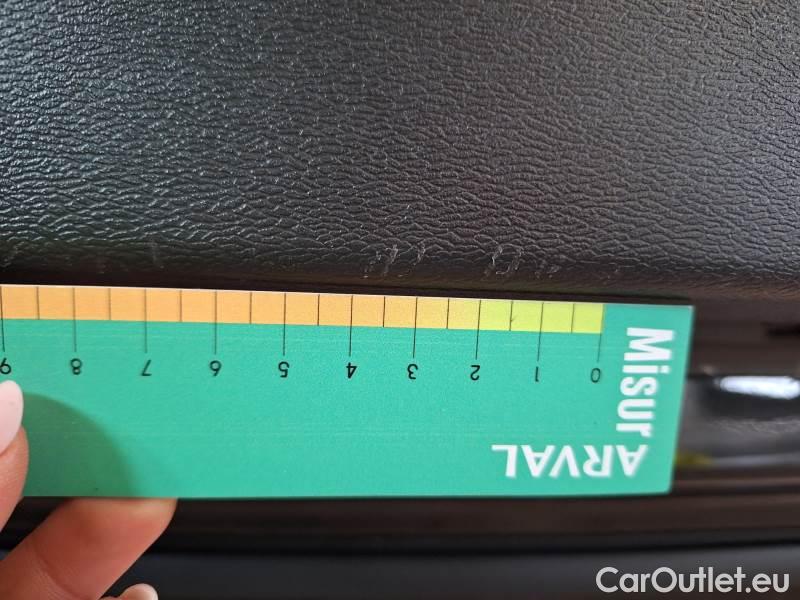 9 8 7 6 5 4 3 2 1 0
Misur
ARVAL
CarOutlet.eu